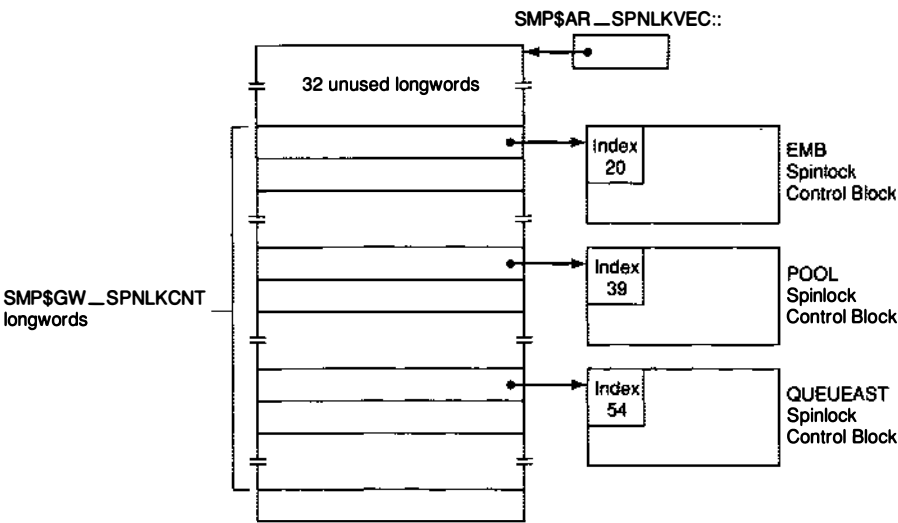 SMP$AR_SPNLKVEC::
32 unused longwords
Index
20
EMB
Spinlock
Control Block
Index
39
POOL
Spinlock
Control Block
SMP$GW_SPNLKCNT
longwords
Index
54
QUEUEAST
Spinlock
Control Block